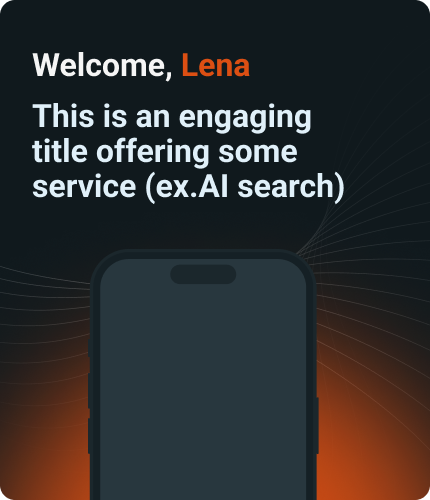 Welcome, Lena
This is an engaging
title offering some
service (ex.AI search)